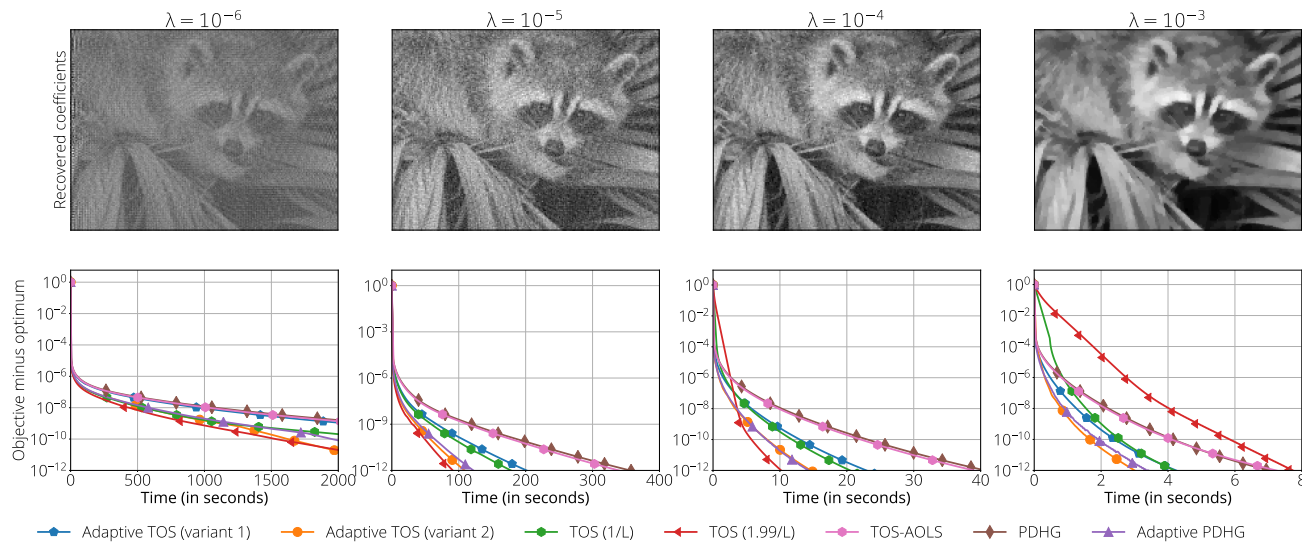 λ = 10⁻⁶ λ = 10⁻⁵ λ = 10⁻⁴ λ = 10⁻³
Recovered coefficients
Objective minus optimum
10⁰ 10⁻² 10⁻⁴ 10⁻⁶ 10⁻⁸ 10⁻¹⁰ 10⁻¹²
0 500 1000 1500 2000
Time (in seconds)
10⁰ 10⁻³ 10⁻⁶ 10⁻⁹ 10⁻¹²
0 100 200 300 400
Time (in seconds)
10⁰ 10⁻² 10⁻⁴ 10⁻⁶ 10⁻⁸ 10⁻¹⁰ 10⁻¹²
0 10 20 30 40
Time (in seconds)
10⁰ 10⁻² 10⁻⁴ 10⁻⁶ 10⁻⁸ 10⁻¹⁰ 10⁻¹²
0 2 4 6 8
Time (in seconds)
Adaptive TOS (variant 1) Adaptive TOS (variant 2) TOS (1/L) TOS (1.99/L) TOS-AOLS PDHG Adaptive PDHG